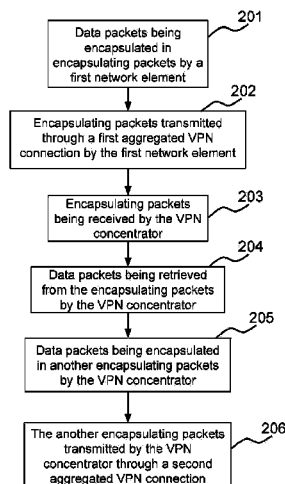 201
Data packets being
encapsulated in
encapsulating packets by a
first network element
202
Encapsulating packets transmitted
through a first aggregated VPN
connection by the first network element
203
Encapsulating packets
being received by the VPN
concentrator
204
Data packets being retrieved
from the encapsulating packets
by the VPN concentrator
205
Data packets being encapsulated
in another encapsulating packets
by the VPN concentrator
206
The another encapsulating packets
transmitted by the VPN
concentrator through a second
aggregated VPN connection